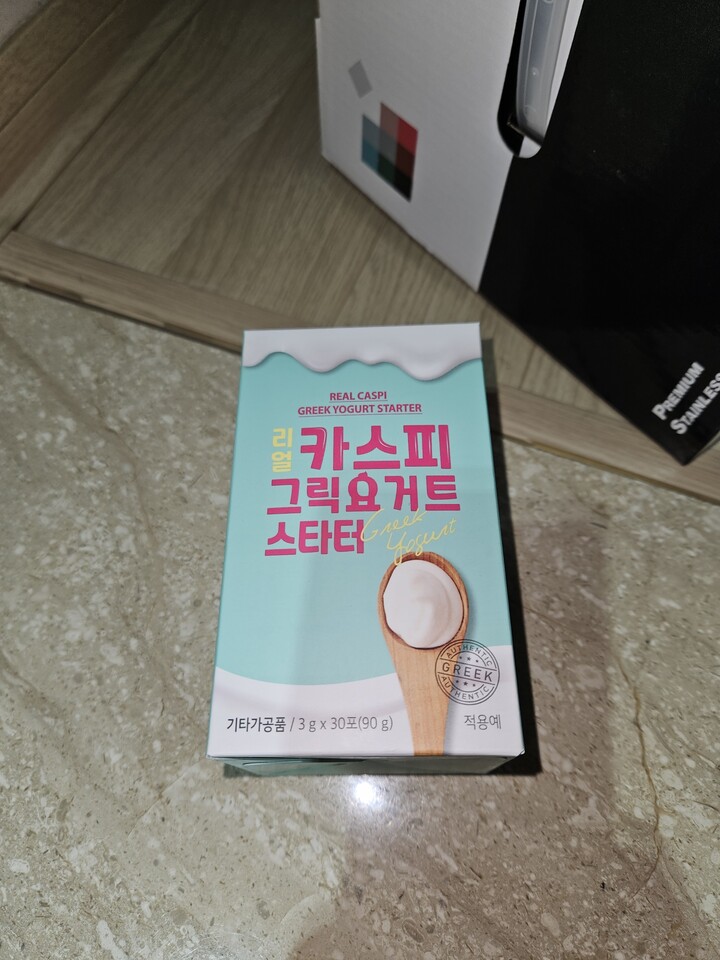 REAL CASPI
GREEK YOGURT STARTER
리얼 카스피
그릭요거트
스타터
Greek
Yogurt
AUTHENTIC
GREEK
AUTHENTIC
기타가공품 / 3 g x 30포(90 g)
적용예
PREMIUM
STAINLESS